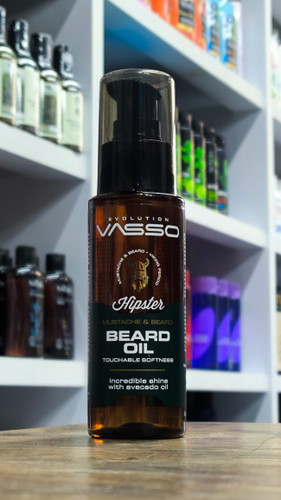 EVOLUTION
VASSO
Hipster
MUSTACHE & BEARD
BEARD
OIL
TOUCHABLE SOFTNESS
Incredible shine
with avocado oil